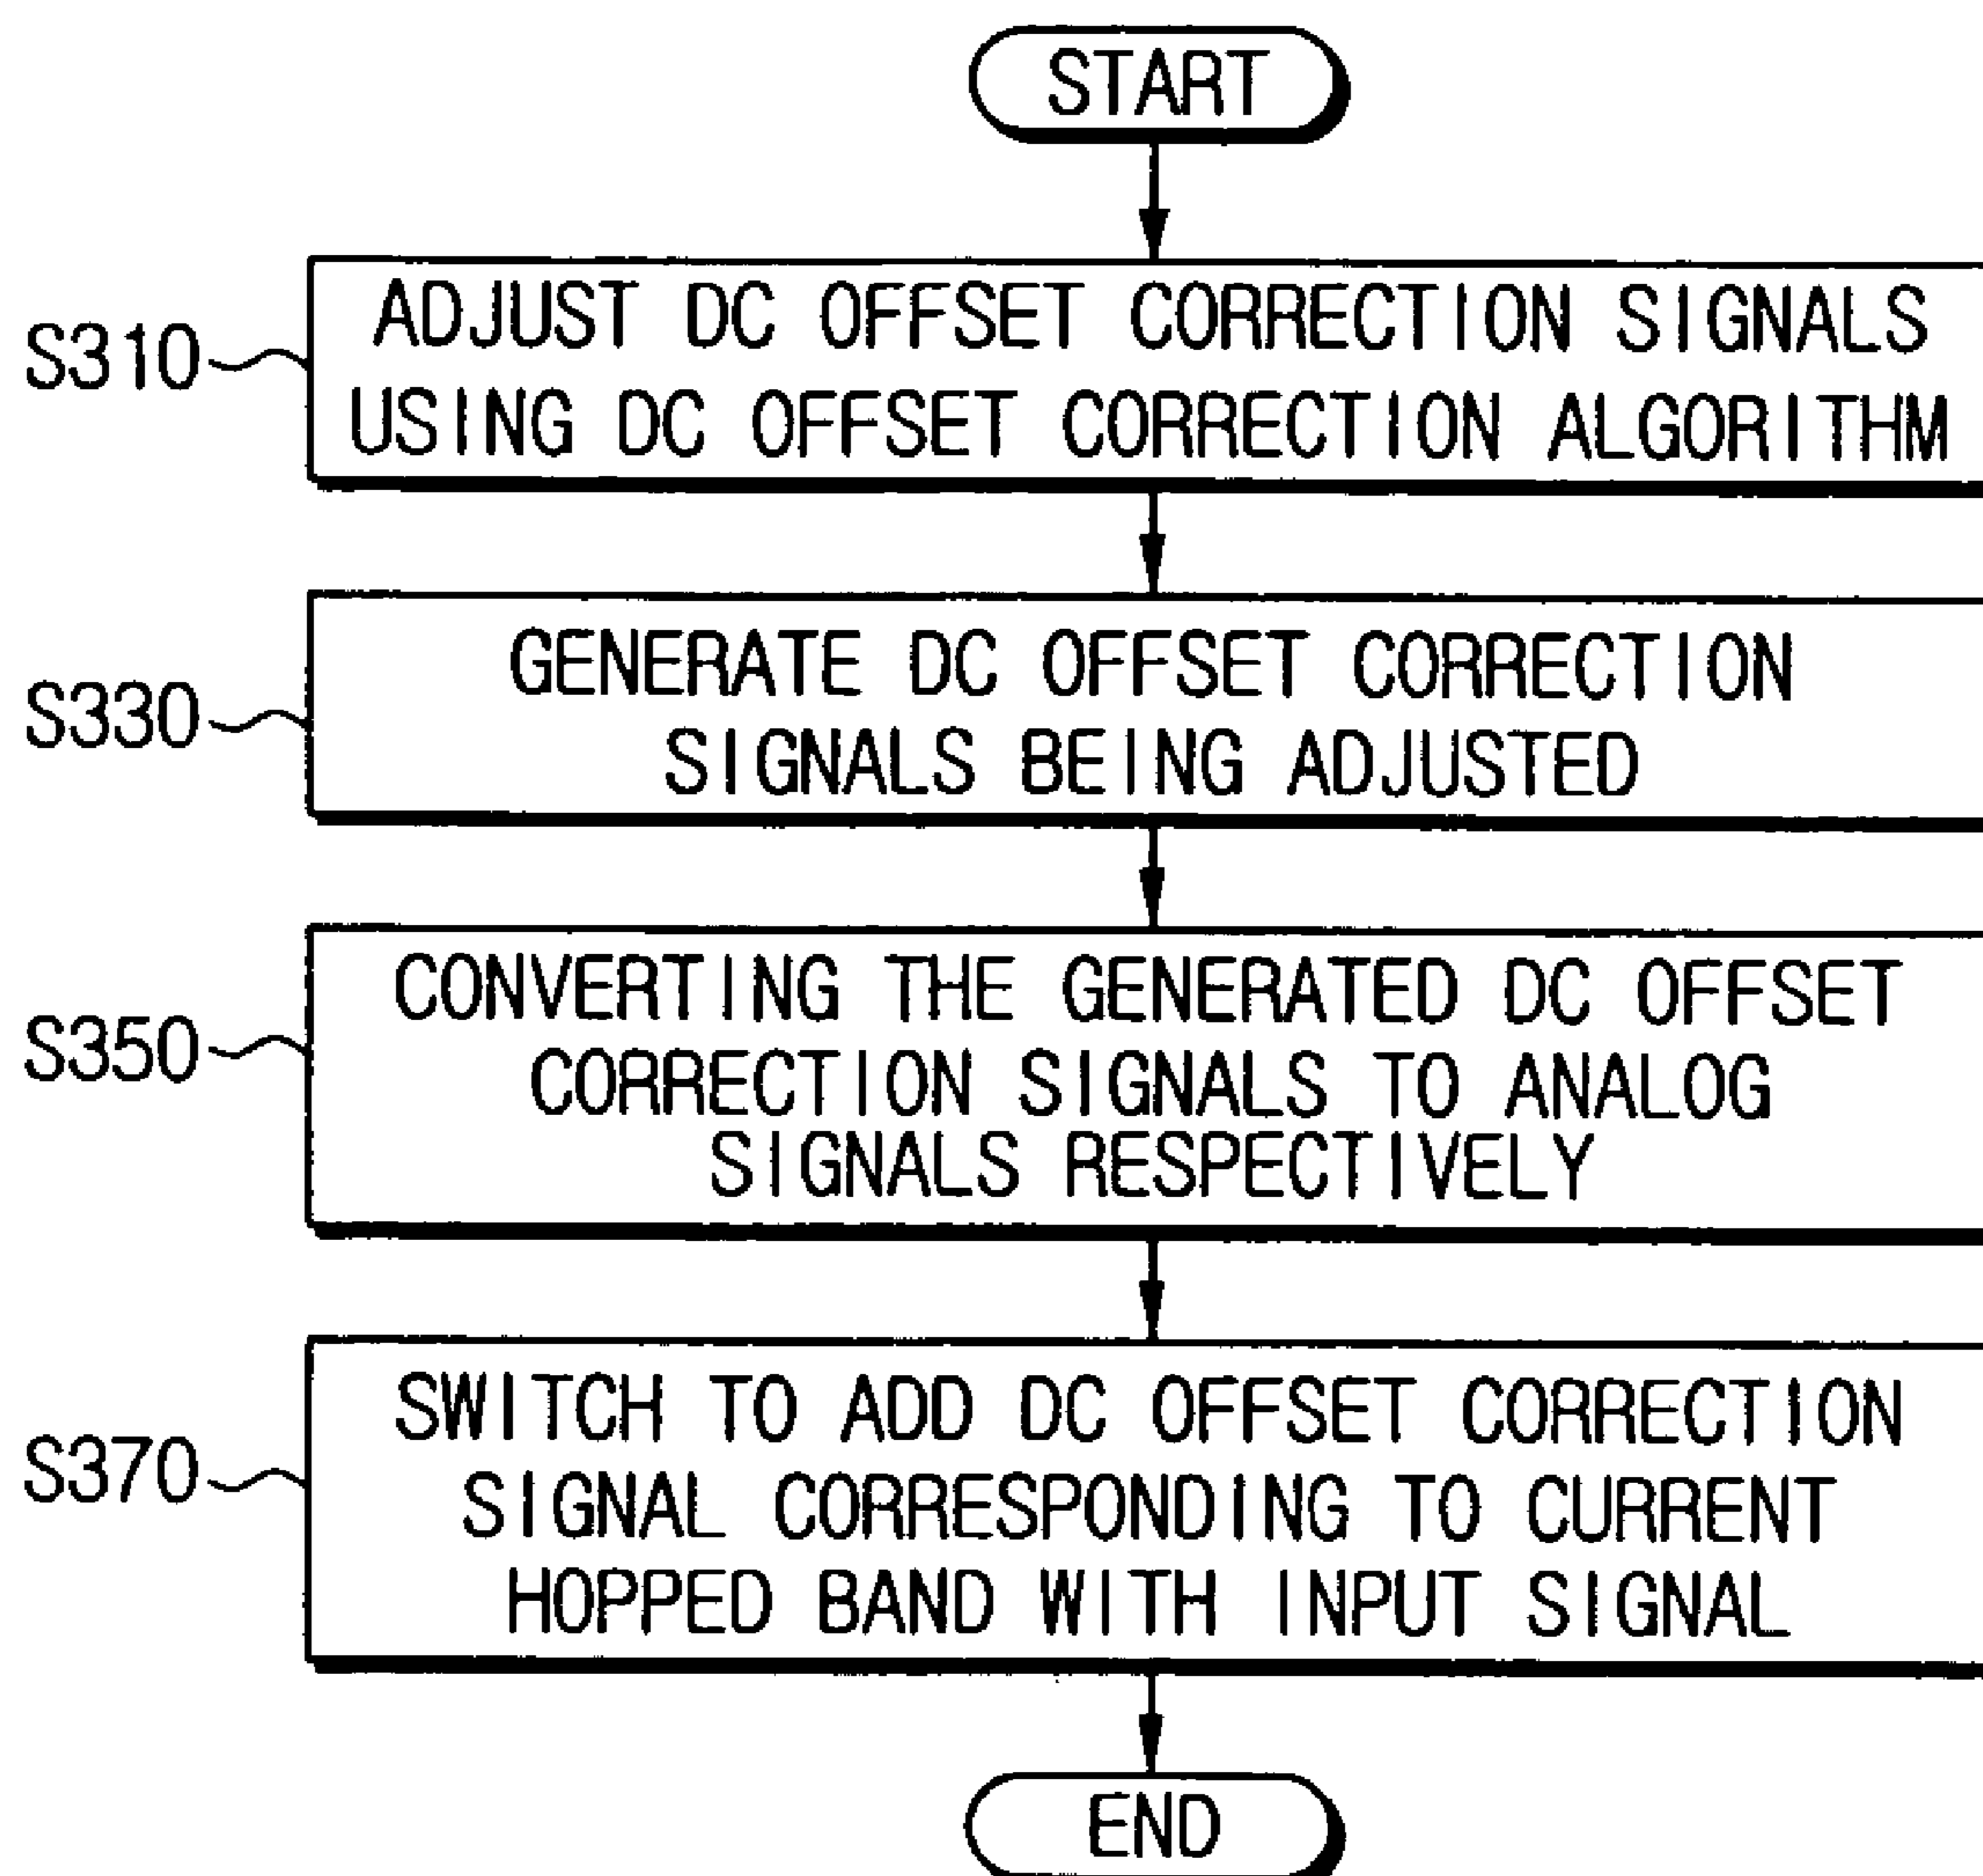 START
S310
ADJUST DC OFFSET CORRECTION SIGNALS
USING DC OFFSET CORRECTION ALGORITHM
S330
GENERATE DC OFFSET CORRECTION
SIGNALS BEING ADJUSTED
S350
CONVERTING THE GENERATED DC OFFSET
CORRECTION SIGNALS TO ANALOG
SIGNALS RESPECTIVELY
S370
SWITCH TO ADD DC OFFSET CORRECTION
SIGNAL CORRESPONDING TO CURRENT
HOPPED BAND WITH INPUT SIGNAL
END